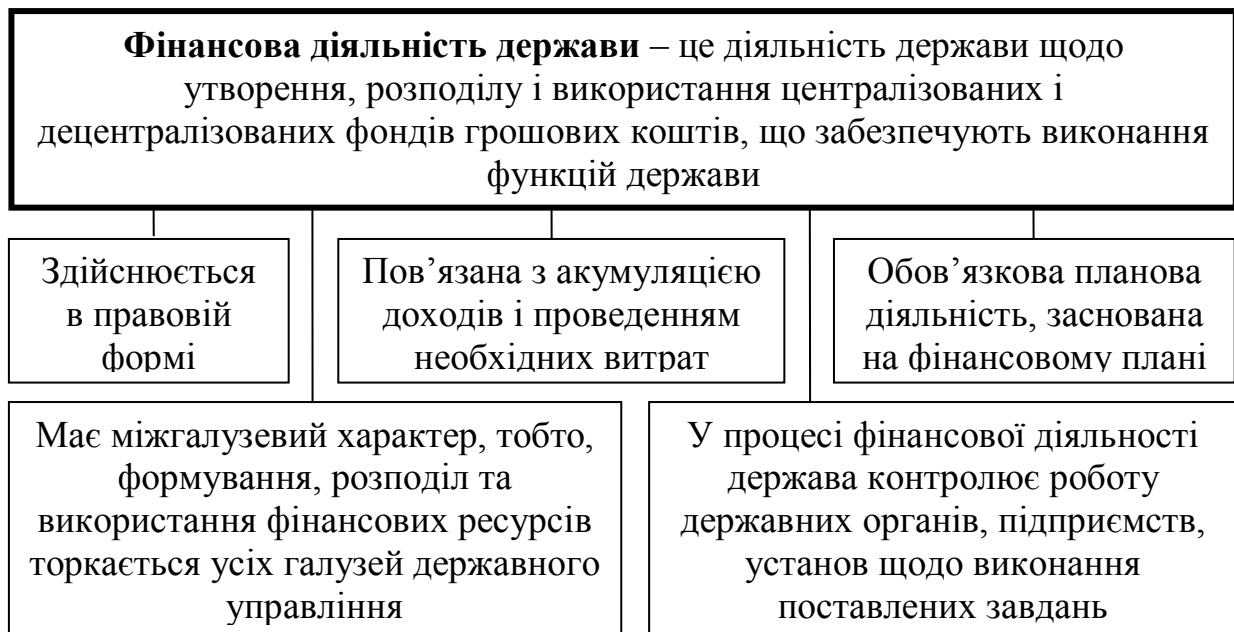 Фінансова діяльність держави – це діяльність держави щодо
утворення, розподілу і використання централізованих і
децентралізованих фондів грошових коштів, що забезпечують виконання
функцій держави
Здійснюється
в правовій
формі
Пов’язана з акумуляцією
доходів і проведенням
необхідних витрат
Обов’язкова планова
діяльність, заснована
на фінансовому плані
Має міжгалузевий характер, тобто,
формування, розподіл та
використання фінансових ресурсів
торкається усіх галузей державного
управління
У процесі фінансової діяльності
держава контролює роботу
державних органів, підприємств,
установ щодо виконання
поставлених завдань